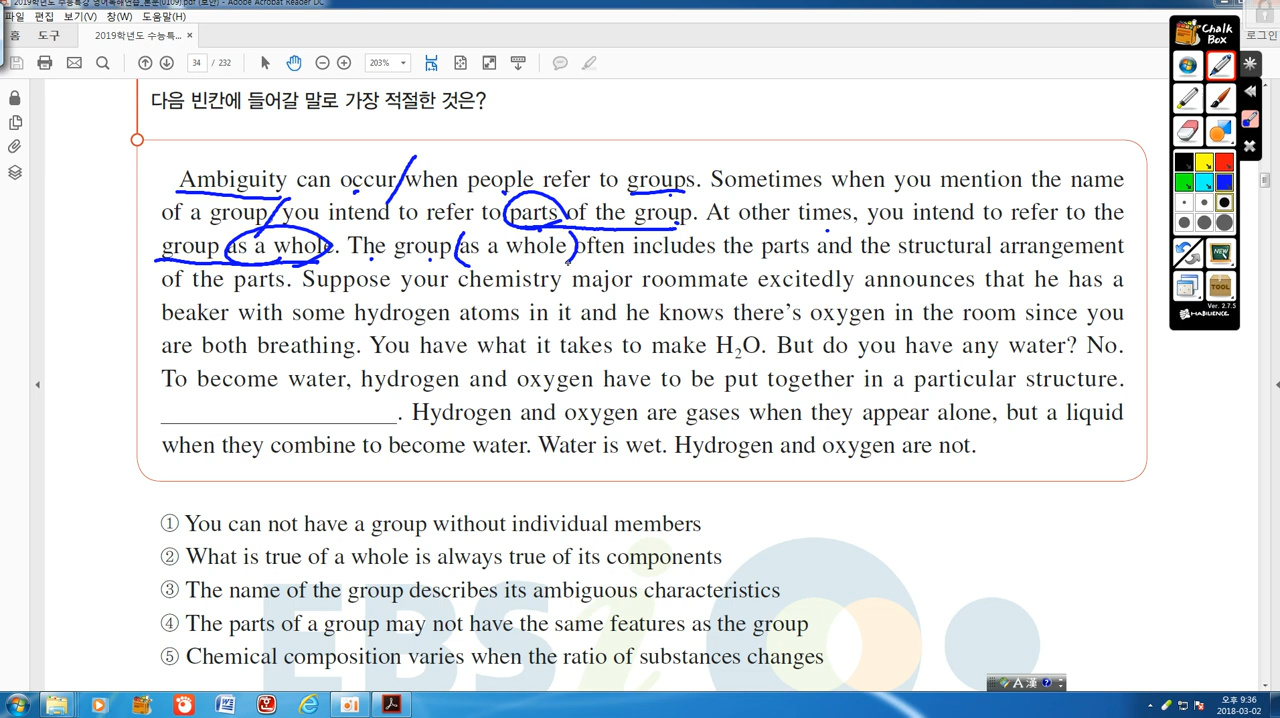 2019학년도 수능특강 영어독해연습_본문(0109).pdf (보안) - Adobe Acrobat Reader DC
파일 편집 보기(V) 창(W) 도움말(H)
홈 도구 2019학년도 수능특... × 로그인
34 / 232 203%
다음 빈칸에 들어갈 말로 가장 적절한 것은?
Ambiguity can occur when people refer to groups. Sometimes when you mention the name
of a group, you intend to refer to parts of the group. At other times, you intend to refer to the
group as a whole. The group as a whole often includes the parts and the structural arrangement
of the parts. Suppose your chemistry major roommate excitedly announces that he has a
beaker with some hydrogen atoms in it and he knows there's oxygen in the room since you
are both breathing. You have what it takes to make H₂O. But do you have any water? No.
To become water, hydrogen and oxygen have to be put together in a particular structure.
____________________. Hydrogen and oxygen are gases when they appear alone, but a liquid
when they combine to become water. Water is wet. Hydrogen and oxygen are not.
① You can not have a group without individual members
② What is true of a whole is always true of its components
③ The name of the group describes its ambiguous characteristics
④ The parts of a group may not have the same features as the group
⑤ Chemical composition varies when the ratio of substances changes
EBSi
Chalk
Box
NEW
TOOL
Ver. 2.7.5
HABILIENCE
A 漢
오후 9:36
2018-03-02